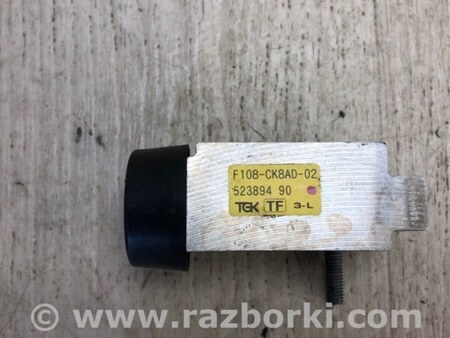 F108-CK8AD-02
523894 90
TGK TF 3-L
© www.razborki.com